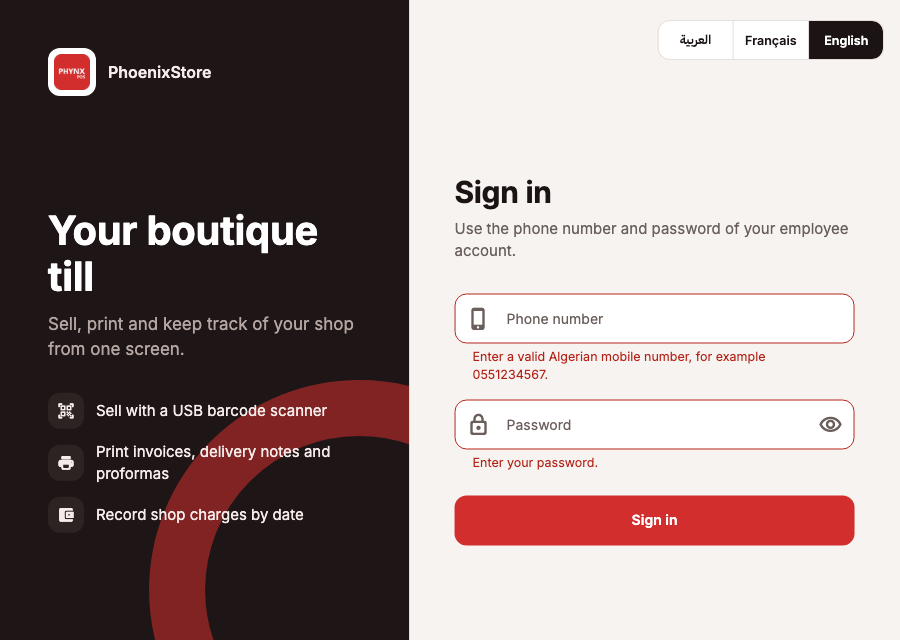 PHYNX
POS
PhoenixStore
Your boutique
till
Sell, print and keep track of your shop
from one screen.
Sell with a USB barcode scanner
Print invoices, delivery notes and
proformas
Record shop charges by date
العربية
Français
English
Sign in
Use the phone number and password of your employee
account.
Phone number
Enter a valid Algerian mobile number, for example
0551234567.
Password
Enter your password.
Sign in